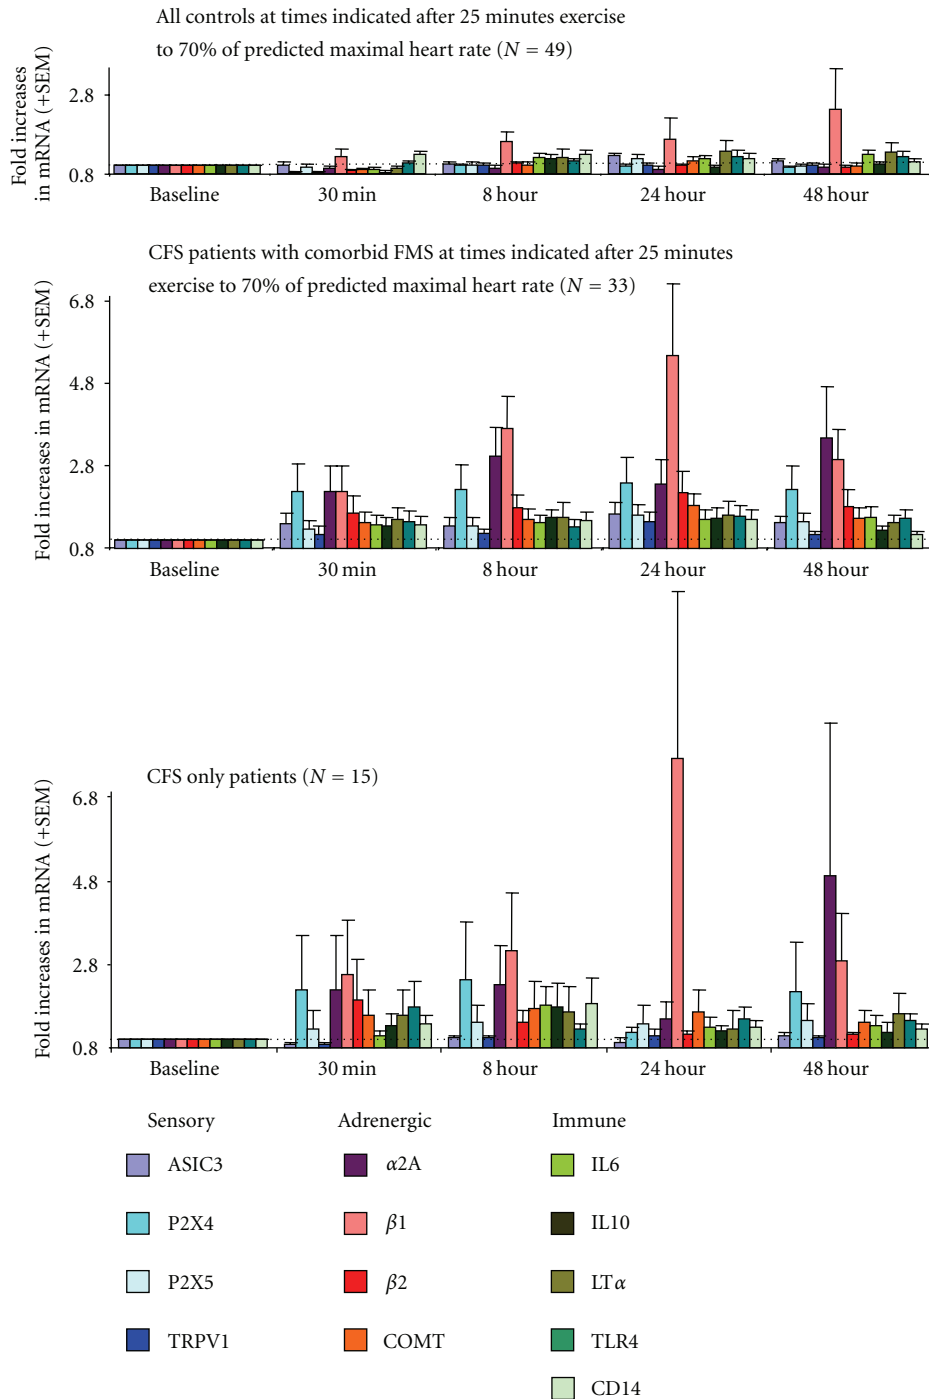 All controls at times indicated after 25 minutes exercise
to 70% of predicted maximal heart rate (N = 49)
Fold increases
in mRNA (+SEM)
2.8
0.8
Baseline 30 min 8 hour 24 hour 48 hour
CFS patients with comorbid FMS at times indicated after 25 minutes
exercise to 70% of predicted maximal heart rate (N = 33)
Fold increases in mRNA (+SEM)
6.8
4.8
2.8
0.8
Baseline 30 min 8 hour 24 hour 48 hour
CFS only patients (N = 15)
Fold increases in mRNA (+SEM)
6.8
4.8
2.8
0.8
Baseline 30 min 8 hour 24 hour 48 hour
Sensory Adrenergic Immune
ASIC3 α2A IL6
P2X4 β1 IL10
P2X5 β2 LTα
TRPV1 COMT TLR4
CD14